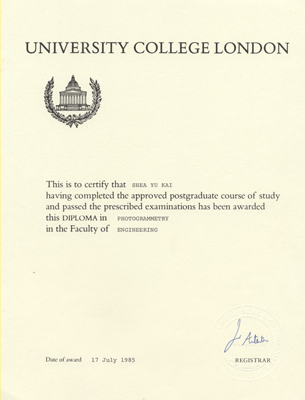 UNIVERSITY COLLEGE LONDON
This is to certify that SHEA YU KAI
having completed the approved postgraduate course of study
and passed the prescribed examinations has been awarded
this DIPLOMA in PHOTOGRAMMETRY
in the Faculty of ENGINEERING
Date of award 17 July 1985
REGISTRAR